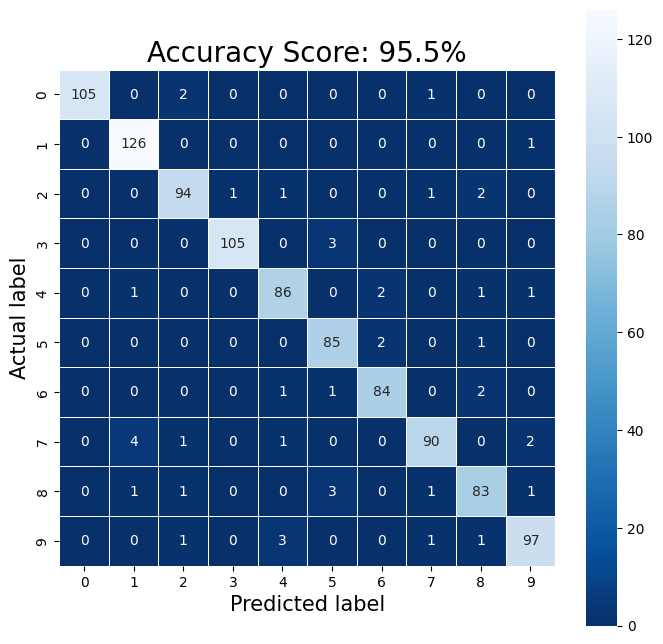 Accuracy Score: 95.5%
0 105 0 2 0 0 0 0 1 0 0
1 0 126 0 0 0 0 0 0 0 1
2 0 0 94 1 1 0 0 1 2 0
3 0 0 0 105 0 3 0 0 0 0
4 0 1 0 0 86 0 2 0 1 1
5 0 0 0 0 0 85 2 0 1 0
6 0 0 0 0 1 1 84 0 2 0
7 0 4 1 0 1 0 0 90 0 2
8 0 1 1 0 0 3 0 1 83 1
9 0 0 1 0 3 0 0 1 1 97
0 1 2 3 4 5 6 7 8 9
Predicted label
Actual label
120
100
80
60
40
20
0